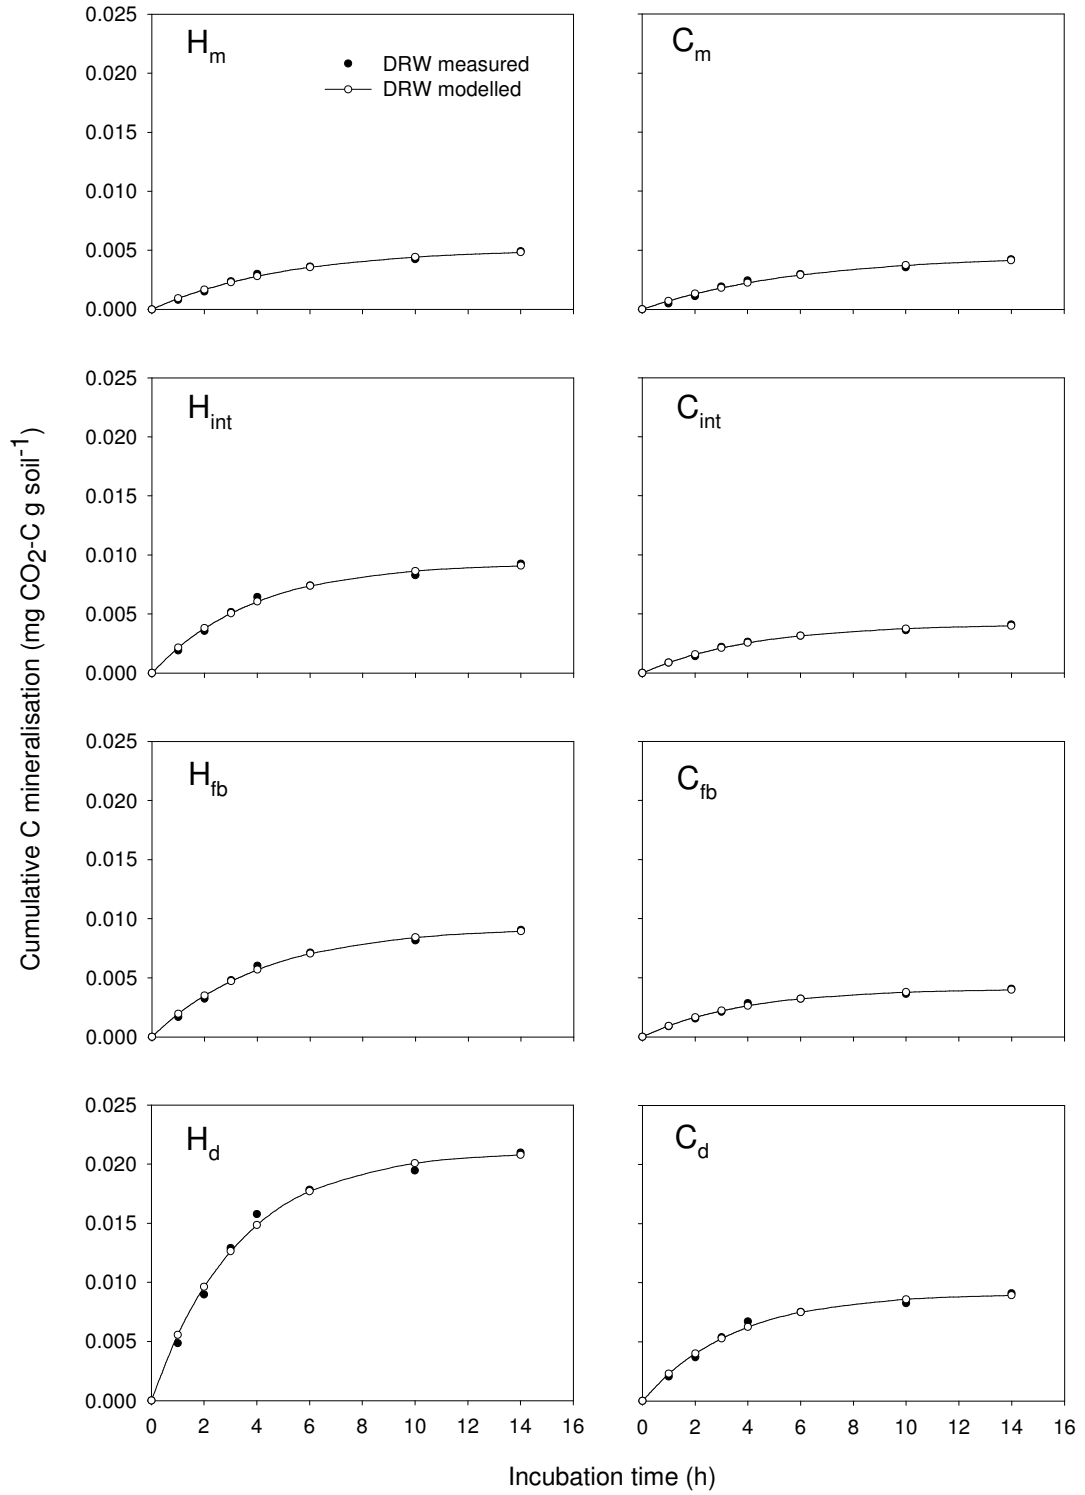 H_m
DRW measured
DRW modelled
0.025
0.020
0.015
0.010
0.005
0.000
C_m
H_int
0.025
0.020
0.015
0.010
0.005
0.000
C_int
Cumulative C mineralisation (mg CO2-C g soil-1)
H_fb
0.025
0.020
0.015
0.010
0.005
0.000
C_fb
H_d
0.025
0.020
0.015
0.010
0.005
0.000
0 2 4 6 8 10 12 14 16
C_d
0 2 4 6 8 10 12 14 16
Incubation time (h)